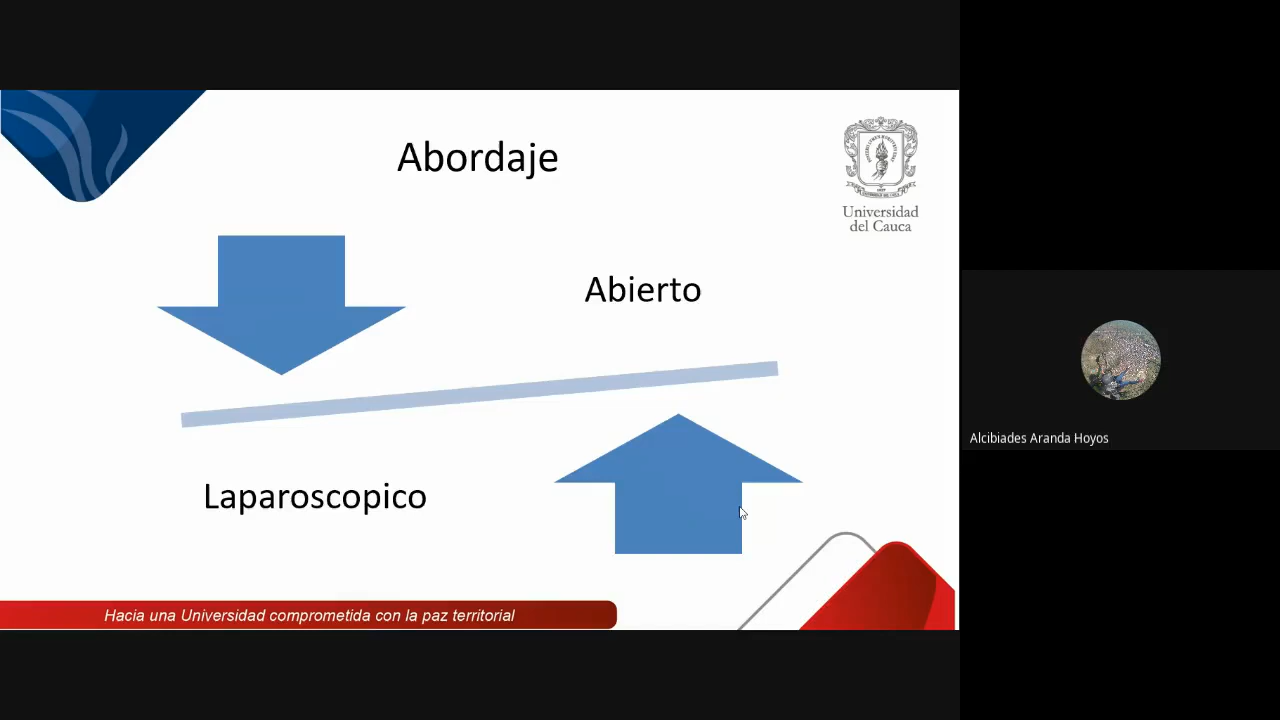 Abordaje
Universidad
del Cauca
Abierto
Laparoscopico
Hacia una Universidad comprometida con la paz territorial
Alcibiades Aranda Hoyos